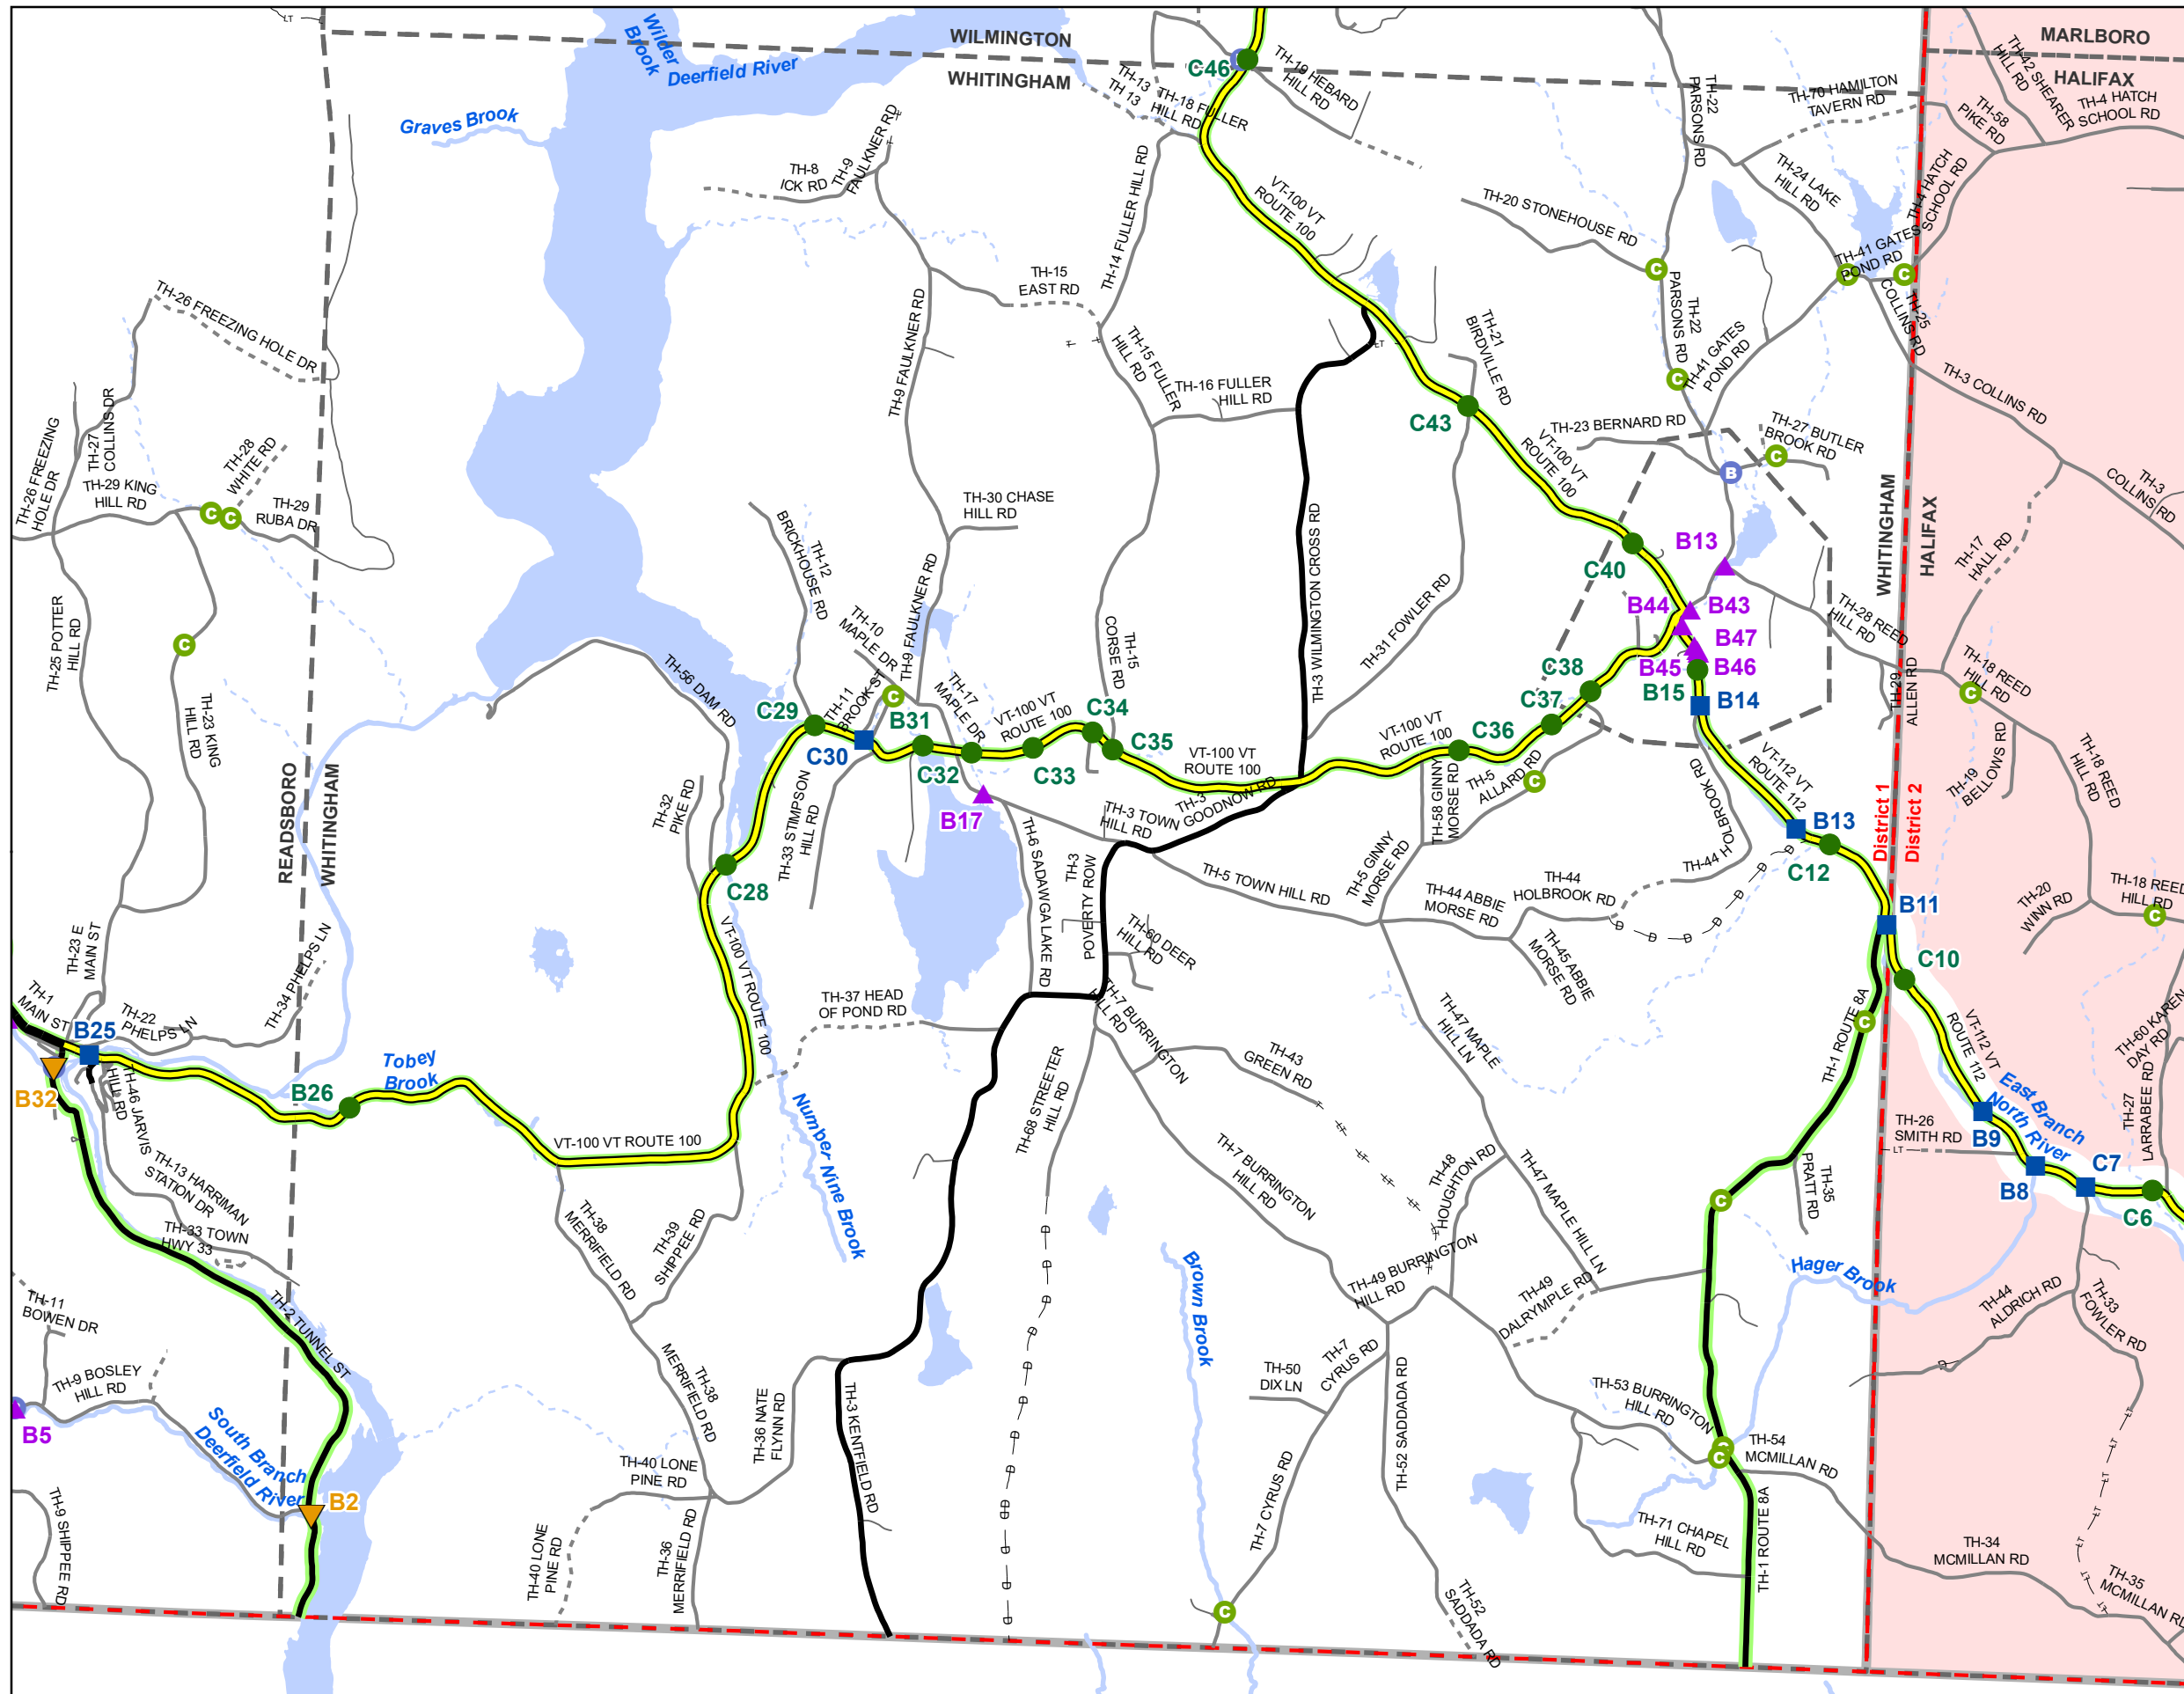 LT
Wilder
Brook
Deerfield River
WILMINGTON
WHITINGHAM
C46
TH-19 HEBARD
HILL RD
TH-13
TH 13
TH-18 FULLER
HILL RD
TH-22
PARSONS RD
TH-70 HAMILTON
TAVERN RD
MARLBORO
HALIFAX
TH-42 SHEARER
HILL RD
TH-58
PIKE RD
TH-4 HATCH
SCHOOL RD
Graves Brook
TH-8
ICK RD
TH-9
FAULKNER RD
TH-14 FULLER HILL RD
VT-100 VT
ROUTE 100
TH-20 STONEHOUSE RD
TH-24 LAKE
HILL RD
TH-4 HATCH
SCHOOL RD
TH-41 GATES
POND RD
C
C
C
TH-25
COLLINS RD
TH-15
EAST RD
TH-26 FREEZING HOLE DR
TH-9 FAULKNER RD
TH-15 FULLER
HILL RD
TH-16 FULLER
HILL RD
LT
TH-21
BIRDVILLE RD
TH-22
PARSONS RD
TH-41 GATES
POND RD
C
C43
TH-3 COLLINS RD
TH-23 BERNARD RD
TH-27 BUTLER
BROOK RD
C
B
TH-3
COLLINS RD
TH-26 FREEZING
HOLE DR
TH-27
COLLINS DR
TH-28
WHITE RD
TH-29 KING
HILL RD
C
C
TH-29
RUBA DR
TH-30 CHASE
HILL RD
VT-100 VT
ROUTE 100
WHITINGHAM
HALIFAX
TH-12
BRICKHOUSE RD
TH-3 WILMINGTON CROSS RD
C40
B13
B44
B43
B47
B45
B46
B15
B14
TH-17
HALL RD
TH-28 REED
HILL RD
TH-29
ALLEN RD
TH-18 REED
HILL RD
C
TH-25 POTTER
HILL RD
C
TH-23 KING
HILL RD
TH-56 DAM RD
TH-10
MAPLE DR
TH-9 FAULKNER RD
TH-11
BROOK ST
C
TH-17
MAPLE DR
TH-15
CORSE RD
TH-31 FOWLER RD
C29
C30
B31
C32
VT-100 VT
ROUTE 100
C33
C34
C35
VT-100 VT
ROUTE 100
VT-100 VT
ROUTE 100
C36
C37
C38
TH-5
ALLARD RD
C
TH-58 GINNY
MORSE RD
VT-112 VT
ROUTE 112
TH-19
BELLOWS RD
TH-18 REED
HILL RD
READSBORO
WHITINGHAM
TH-32
PIKE RD
TH-33 STIMPSON
HILL RD
B17
TH-3 TOWN
HILL RD
TH-3
GOODNOW RD
TH-44 HOLBROOK RD
B13
C12
District 1
District 2
C28
TH-6 SADAWGA LAKE RD
TH-3
POVERTY ROW
TH-5 TOWN HILL RD
TH-5 GINNY
MORSE RD
TH-44 ABBIE
MORSE RD
TH-44
HOLBROOK RD
D
D
D
D
D
D
B11
C10
TH-20
WINN RD
TH-18 REED
HILL RD
C
TH-23 E
MAIN ST
TH-34 PHELPS LN
VT-100 VT ROUTE 100
TH-60 DEER
HILL RD
TH-45 ABBIE
MORSE RD
TH-1
MAIN ST
B25
TH-22
PHELPS LN
TH-37 HEAD
OF POND RD
TH-7 BURRINGTON
HILL RD
TH-47 MAPLE
HILL LN
TH-1 ROUTE 8A
C
VT-112 VT
ROUTE 112
TH-60 KAREN
DAY RD
B32
TH-46 JARVIS
HILL RD
B26
Tobey
Brook
TH-43
GREEN RD
East Branch
North River
TH-27
LARRABEE RD
VT-100 VT ROUTE 100
Number Nine Brook
TH-68 STREETER
HILL RD
TH-7 BURRINGTON
HILL RD
TH-48
HOUGHTON RD
TH-47 MAPLE HILL LN
TH-26
SMITH RD
LT
B9
B8
C7
C6
TH-13 HARRIMAN
STATION DR
TH-33 TOWN
HWY 33
TH-38
MERRIFIELD RD
TH-39
SHIPPEE RD
C
TH-35
PRATT RD
TH-2 TUNNEL ST
Brown Brook
TH-49 BURRINGTON
HILL RD
TH-49
DALRYMPLE RD
Hager Brook
TH-44
ALDRICH RD
TH-33
FOWLER RD
TH-11
BOWEN DR
TH-9 BOSLEY
HILL RD
B5
South Branch
Deerfield River
TH-38
MERRIFIELD RD
TH-36 NATE
FLYNN RD
TH-3 KENTFIELD RD
TH-50
DIX LN
TH-7
CYRUS RD
TH-52 SADDADA RD
TH-53 BURRINGTON
HILL RD
C
TH-54
MCMILLAN RD
TH-9 SHIPPEE RD
B2
TH-40 LONE
PINE RD
TH-40 LONE
PINE RD
TH-36
MERRIFIELD RD
TH-7 CYRUS RD
C
TH-52
SADDADA RD
TH-71 CHAPEL
HILL RD
TH-1 ROUTE 8A
TH-34
MCMILLAN RD
TH-35
MCMILLAN RD